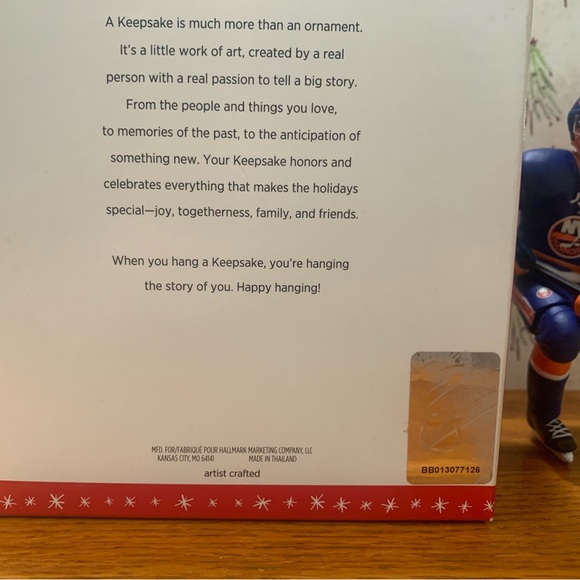 A Keepsake is much more than an ornament.
It's a little work of art, created by a real
person with a real passion to tell a big story.
From the people and things you love,
to memories of the past, to the anticipation of
something new. Your Keepsake honors and
celebrates everything that makes the holidays
special—joy, togetherness, family, and friends.
When you hang a Keepsake, you're hanging
the story of you. Happy hanging!
MFD. FOR/FABRIQUÉ POUR HALLMARK MARKETING COMPANY, LLC
KANSAS CITY, MO 64141 MADE IN THAILAND
artist crafted
BB013077126
NY